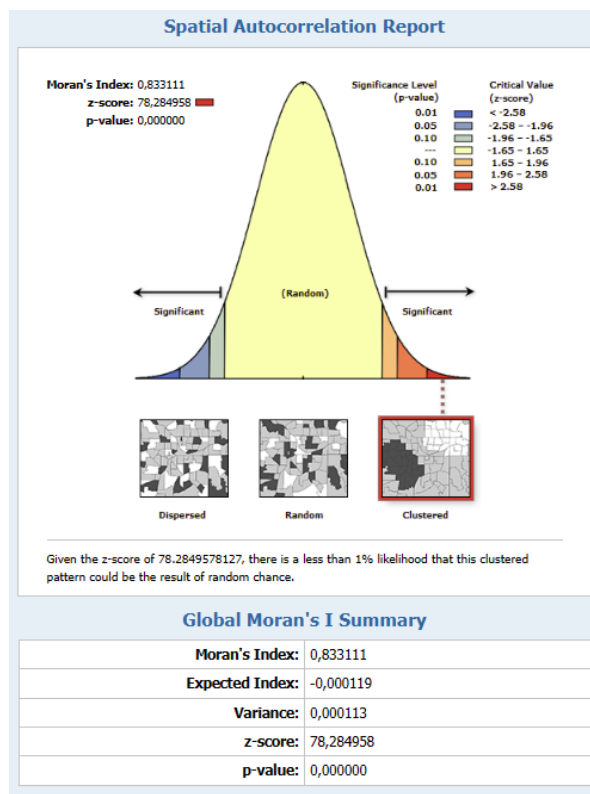 Spatial Autocorrelation Report
Moran's Index: 0,833111
z-score: 78,284958
p-value: 0,000000
Significance Level Critical Value
(p-value) (z-score)
0.01 < -2.58
0.05 -2.58 - -1.96
0.10 -1.96 - -1.65
--- -1.65 - 1.65
0.10 1.65 - 1.96
0.05 1.96 - 2.58
0.01 > 2.58
(Random)
Significant Significant
Dispersed Random Clustered
Given the z-score of 78.2849578127, there is a less than 1% likelihood that this clustered
pattern could be the result of random chance.
Global Moran's I Summary
Moran's Index: 0,833111
Expected Index: -0,000119
Variance: 0,000113
z-score: 78,284958
p-value: 0,000000